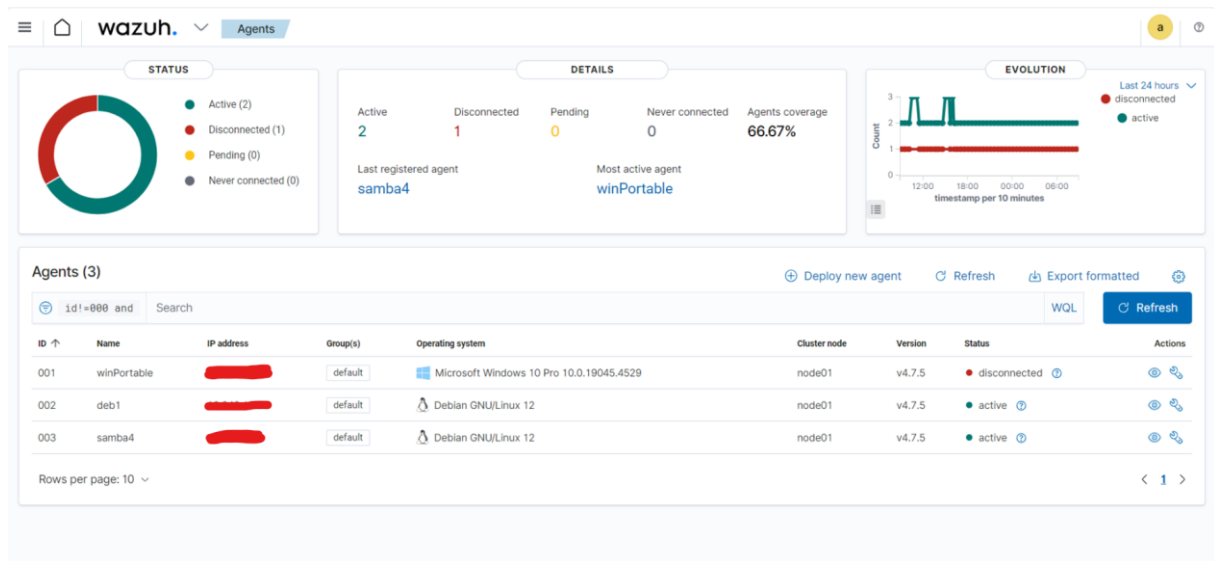 wazuh. Agents a
STATUS
Active (2)
Disconnected (1)
Pending (0)
Never connected (0)
DETAILS
Active Disconnected Pending Never connected Agents coverage
2 1 0 0 66.67%
Last registered agent Most active agent
samba4 winPortable
EVOLUTION
Last 24 hours
disconnected
active
Count
3
2
1
0
12:00 18:00 00:00 06:00
timestamp per 10 minutes
Agents (3)
Deploy new agent Refresh Export formatted
id!=000 and Search WQL Refresh
ID Name IP address Group(s) Operating system Cluster node Version Status Actions
001 winPortable default Microsoft Windows 10 Pro 10.0.19045.4529 node01 v4.7.5 disconnected
002 deb1 default Debian GNU/Linux 12 node01 v4.7.5 active
003 samba4 default Debian GNU/Linux 12 node01 v4.7.5 active
Rows per page: 10 < 1 >